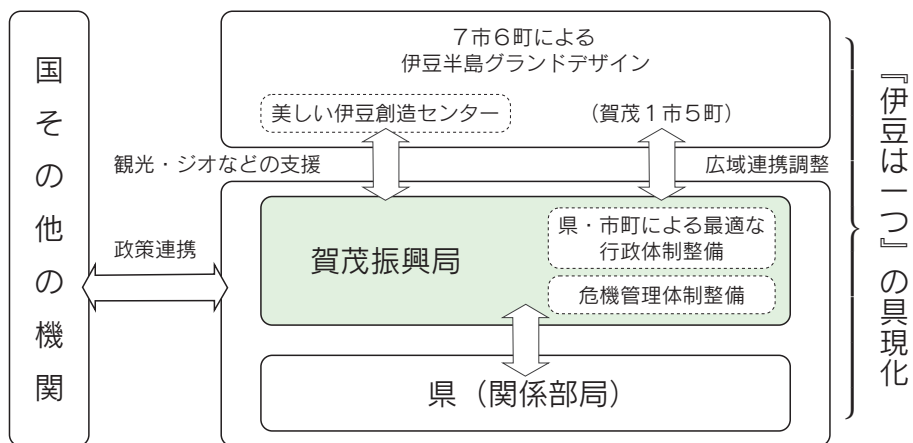 国その他の機関
7市6町による
伊豆半島グランドデザイン
美しい伊豆創造センター
(賀茂1市5町)
観光・ジオなどの支援
広域連携調整
政策連携
賀茂振興局
県・市町による最適な
行政体制整備
危機管理体制整備
県(関係部局)
『伊豆は一つ』の具現化